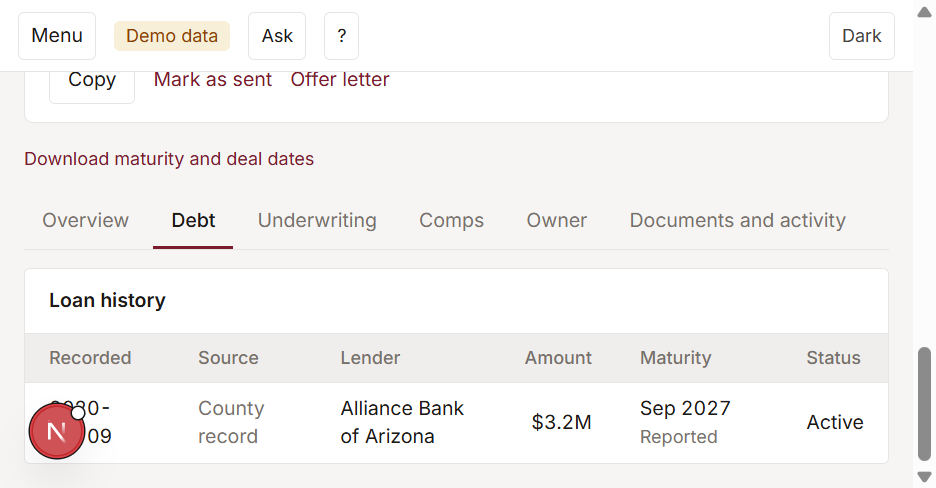 Menu
Demo data
Ask
?
Dark
Copy
Mark as sent
Offer letter
Download maturity and deal dates
Overview
Debt
Underwriting
Comps
Owner
Documents and activity
Loan history
Recorded
Source
Lender
Amount
Maturity
Status
County
record
Alliance Bank
of Arizona
$3.2M
Sep 2027
Reported
Active
N